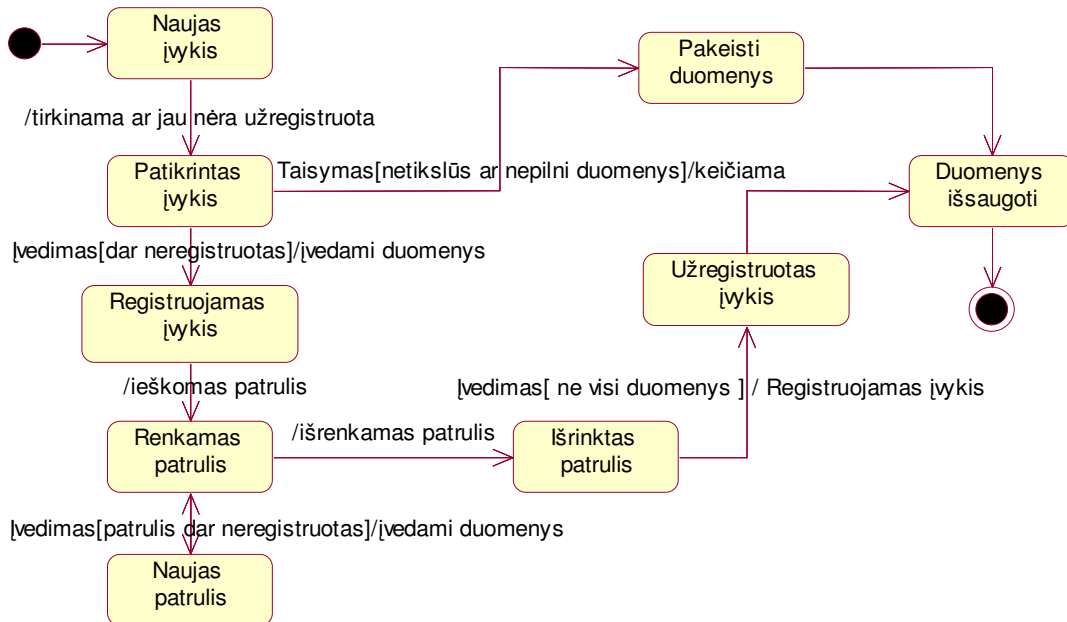 Naujas
įvykis
Pakeisti
duomenys
/tirkinama ar jau nėra užregistruota
Patikrintas
įvykis
Taisymas[netikslūs ar nepilni duomenys]/keičiama
Duomenys
išsaugoti
Įvedimas[dar neregistruotas]/įvedami duomenys
Užregistruotas
įvykis
Registruojamas
įvykis
/ieškomas patrulis
Įvedimas[ ne visi duomenys ] / Registruojamas įvykis
Renkamas
patrulis
/išrenkamas patrulis
Išrinktas
patrulis
Įvedimas[patrulis dar neregistruotas]/įvedami duomenys
Naujas
patrulis